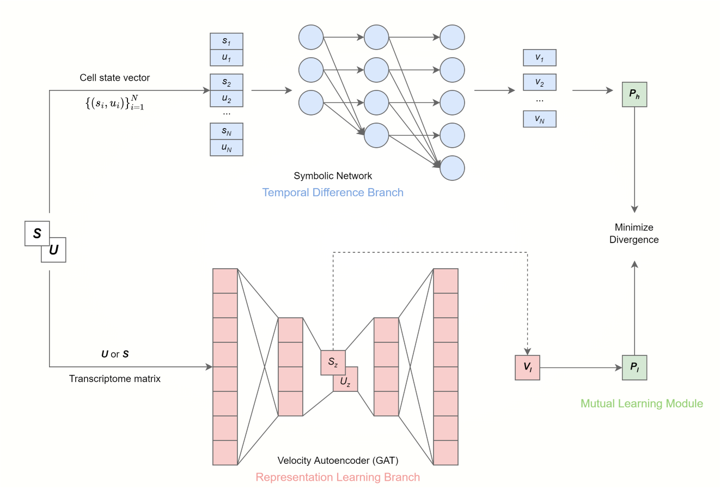 Cell state vector
{(s_i, u_i)}_{i=1}^N
s_1
u_1
s_2
u_2
...
s_N
u_N
v_1
v_2
...
v_N
P_h
Symbolic Network
Temporal Difference Branch
S
U
Minimize
Divergence
U or S
Transcriptome matrix
S_z
U_z
V_l
P_l
Mutual Learning Module
Velocity Autoencoder (GAT)
Representation Learning Branch